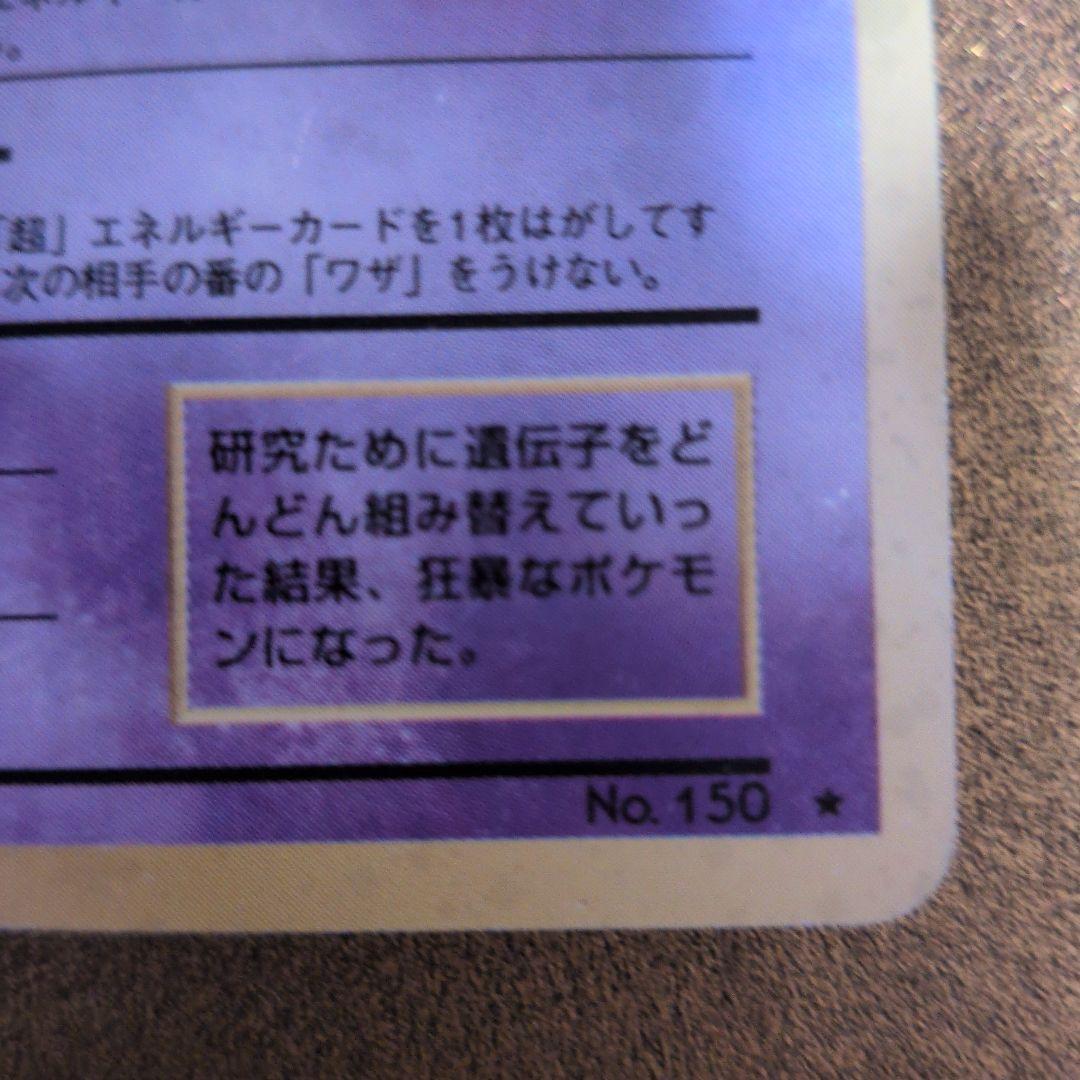 「超」エネルギーカードを1枚はがしてす
次の相手の番の「ワザ」をうけない。
研究ために遺伝子をど
んどん組み替えていっ
た結果、狂暴なポケモ
ンになった。
No. 150 ★